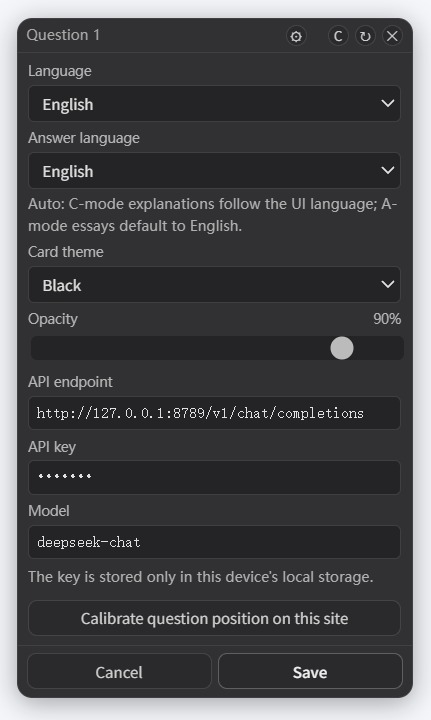 Question 1
C
Language
English
Answer language
English
Auto: C-mode explanations follow the UI language; A-
mode essays default to English.
Card theme
Black
Opacity 90%
API endpoint
http://127.0.0.1:8789/v1/chat/completions
API key
•••••••
Model
deepseek-chat
The key is stored only in this device's local storage.
Calibrate question position on this site
Cancel Save